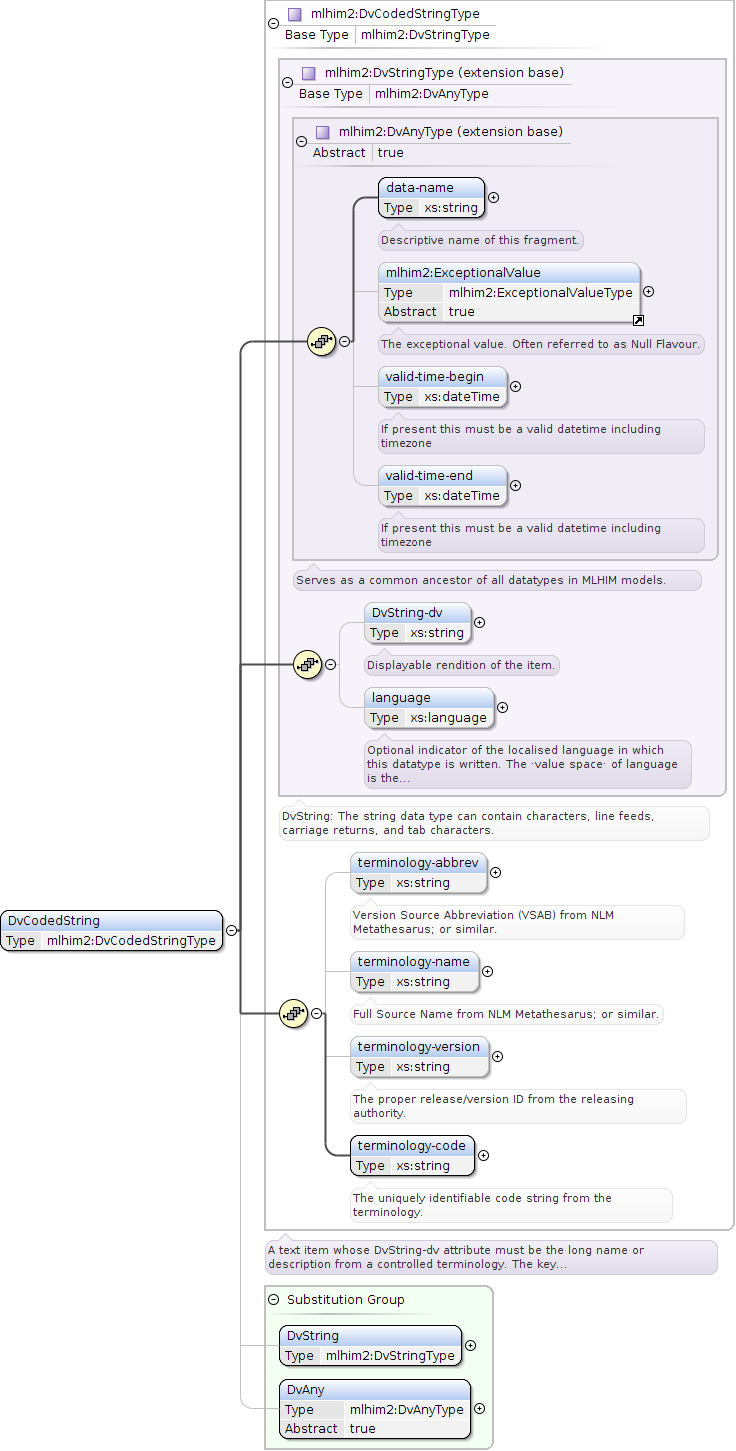 mlhim2:DvCodedStringType
Base Type mlhim2:DvStringType
mlhim2:DvStringType (extension base)
Base Type mlhim2:DvAnyType
mlhim2:DvAnyType (extension base)
Abstract true
data-name
Type xs:string
Descriptive name of this fragment.
mlhim2:ExceptionalValue
Type mlhim2:ExceptionalValueType
Abstract true
The exceptional value. Often referred to as Null Flavour.
valid-time-begin
Type xs:dateTime
If present this must be a valid datetime including
timezone
valid-time-end
Type xs:dateTime
If present this must be a valid datetime including
timezone
Serves as a common ancestor of all datatypes in MLHIM models.
DvString-dv
Type xs:string
Displayable rendition of the item.
language
Type xs:language
Optional indicator of the localised language in which
this datatype is written. The ·value space· of language
is the...
DvString: The string data type can contain characters, line feeds,
carriage returns, and tab characters.
terminology-abbrev
Type xs:string
Version Source Abbreviation (VSAB) from NLM
Metathesarus; or similar.
DvCodedString
Type mlhim2:DvCodedStringType
terminology-name
Type xs:string
Full Source Name from NLM Metathesarus; or similar.
terminology-version
Type xs:string
The proper release/version ID from the releasing
authority.
terminology-code
Type xs:string
The uniquely identifiable code string from the
terminology.
A text item whose DvString-dv attribute must be the long name or
description from a controlled terminology. The key...
Substitution Group
DvString
Type mlhim2:DvStringType
DvAny
Type mlhim2:DvAnyType
Abstract true